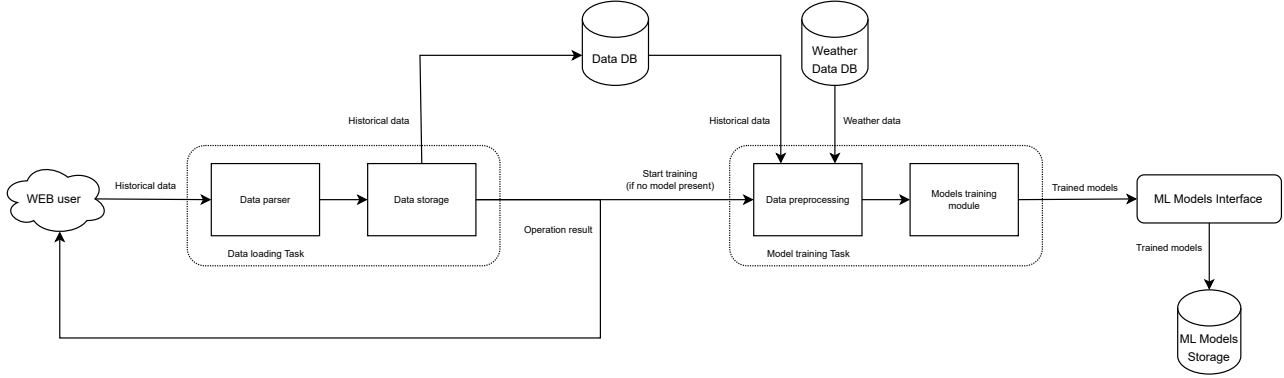 Data DB
Weather
Data DB
Historical data
Historical data
Weather data
WEB user
Historical data
Data parser
Data storage
Data loading Task
Start training
(if no model present)
Operation result
Data preprocessing
Models training
module
Model training Task
Trained models
ML Models Interface
Trained models
ML Models
Storage